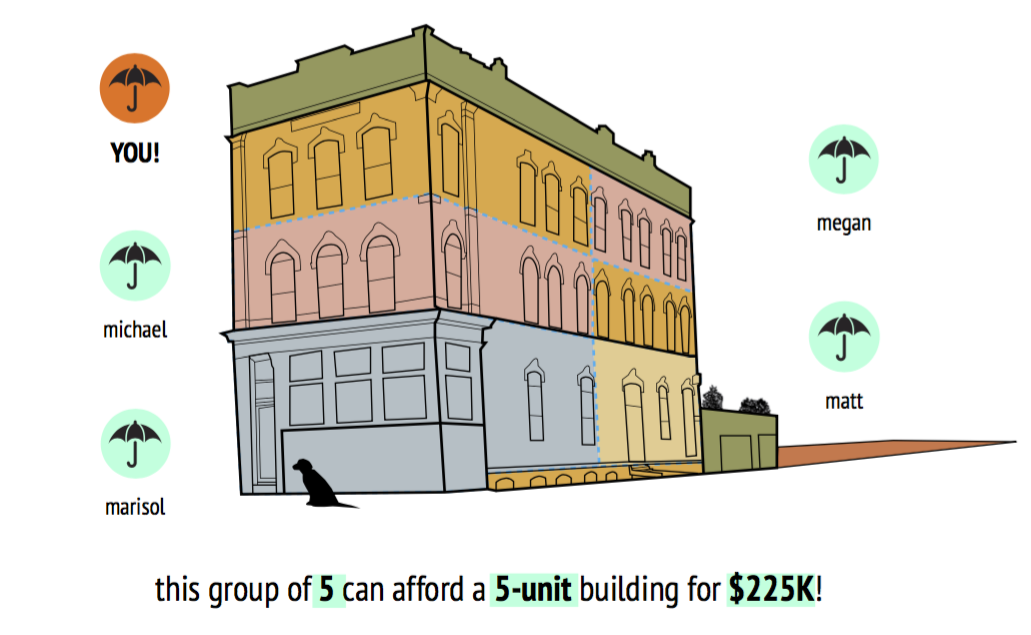 YOU!
michael
marisol
megan
matt
this group of 5 can afford a 5-unit building for $225K!